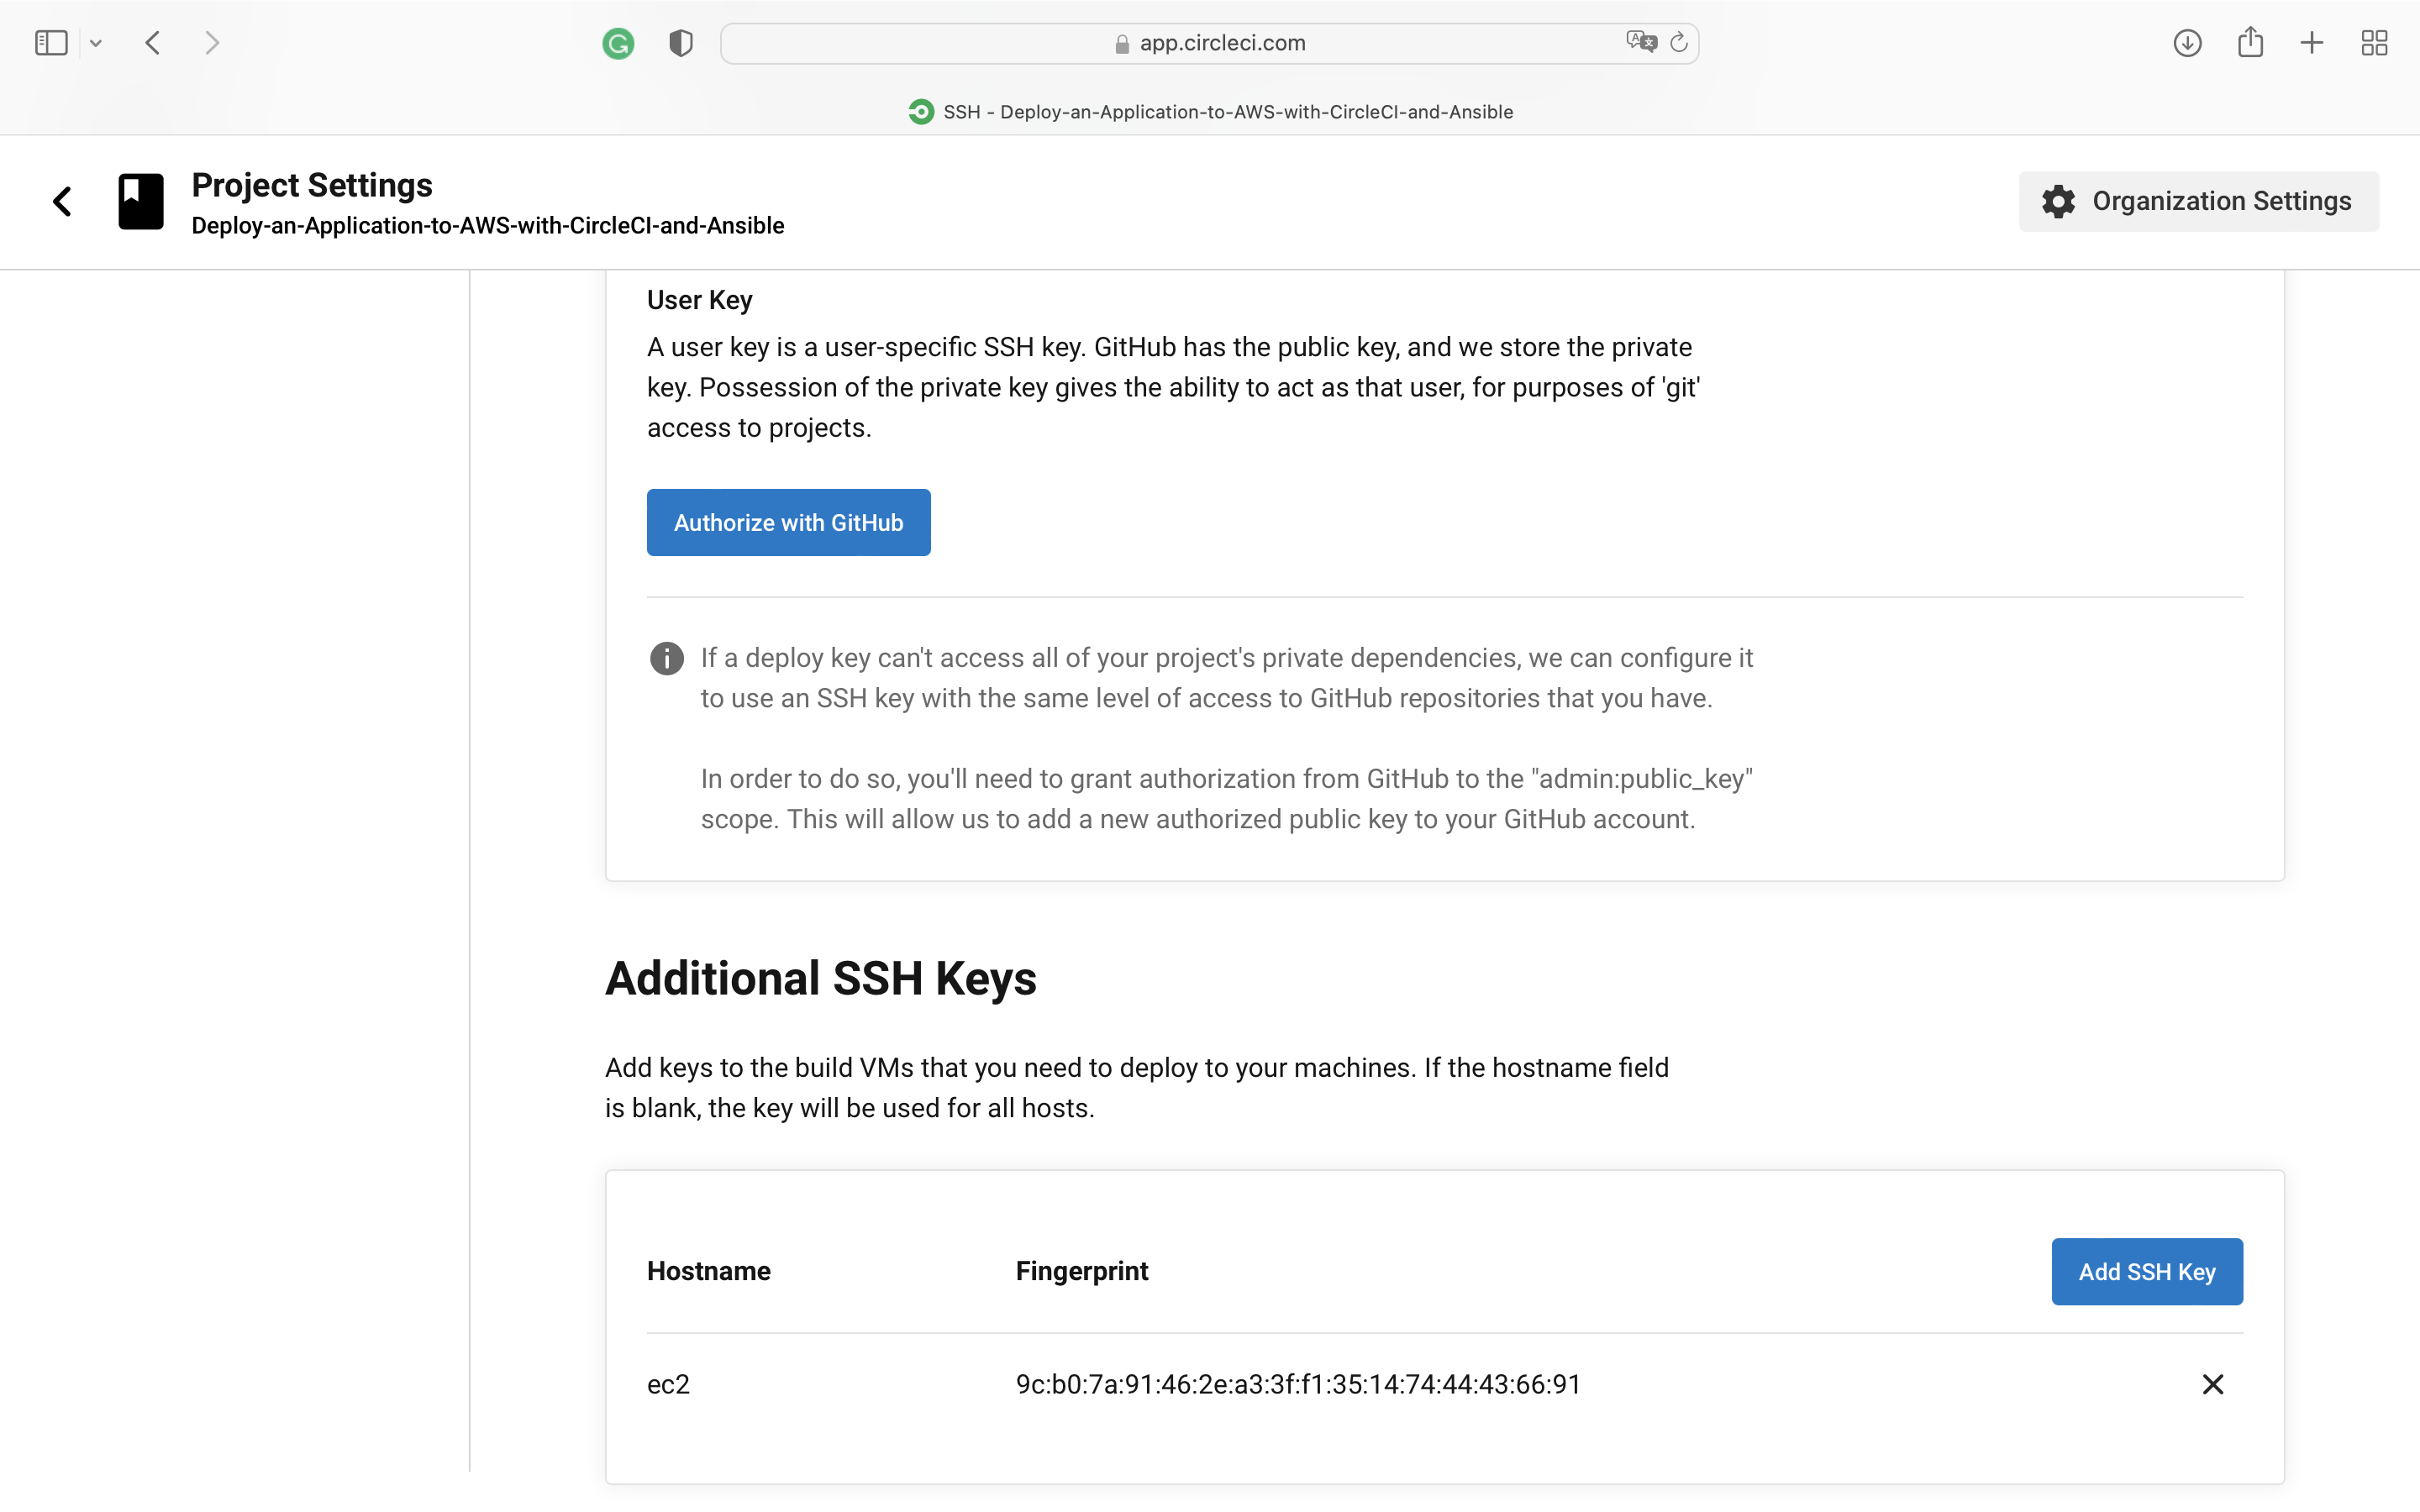 app.circleci.com
SSH - Deploy-an-Application-to-AWS-with-CircleCI-and-Ansible
Project Settings
Deploy-an-Application-to-AWS-with-CircleCI-and-Ansible
Organization Settings
User Key
A user key is a user-specific SSH key. GitHub has the public key, and we store the private
key. Possession of the private key gives the ability to act as that user, for purposes of 'git'
access to projects.
Authorize with GitHub
If a deploy key can't access all of your project's private dependencies, we can configure it
to use an SSH key with the same level of access to GitHub repositories that you have.
In order to do so, you'll need to grant authorization from GitHub to the "admin:public_key"
scope. This will allow us to add a new authorized public key to your GitHub account.
Additional SSH Keys
Add keys to the build VMs that you need to deploy to your machines. If the hostname field
is blank, the key will be used for all hosts.
Hostname
Fingerprint
Add SSH Key
ec2
9c:b0:7a:91:46:2e:a3:3f:f1:35:14:74:44:43:66:91